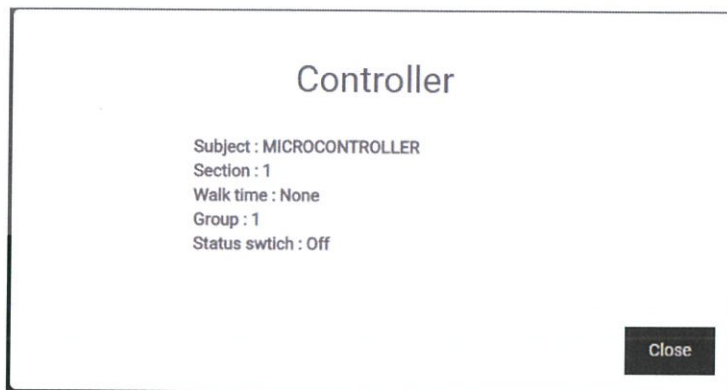 Controller
Subject : MICROCONTROLLER
Section : 1
Walk time : None
Group : 1
Status swtich : Off
Close